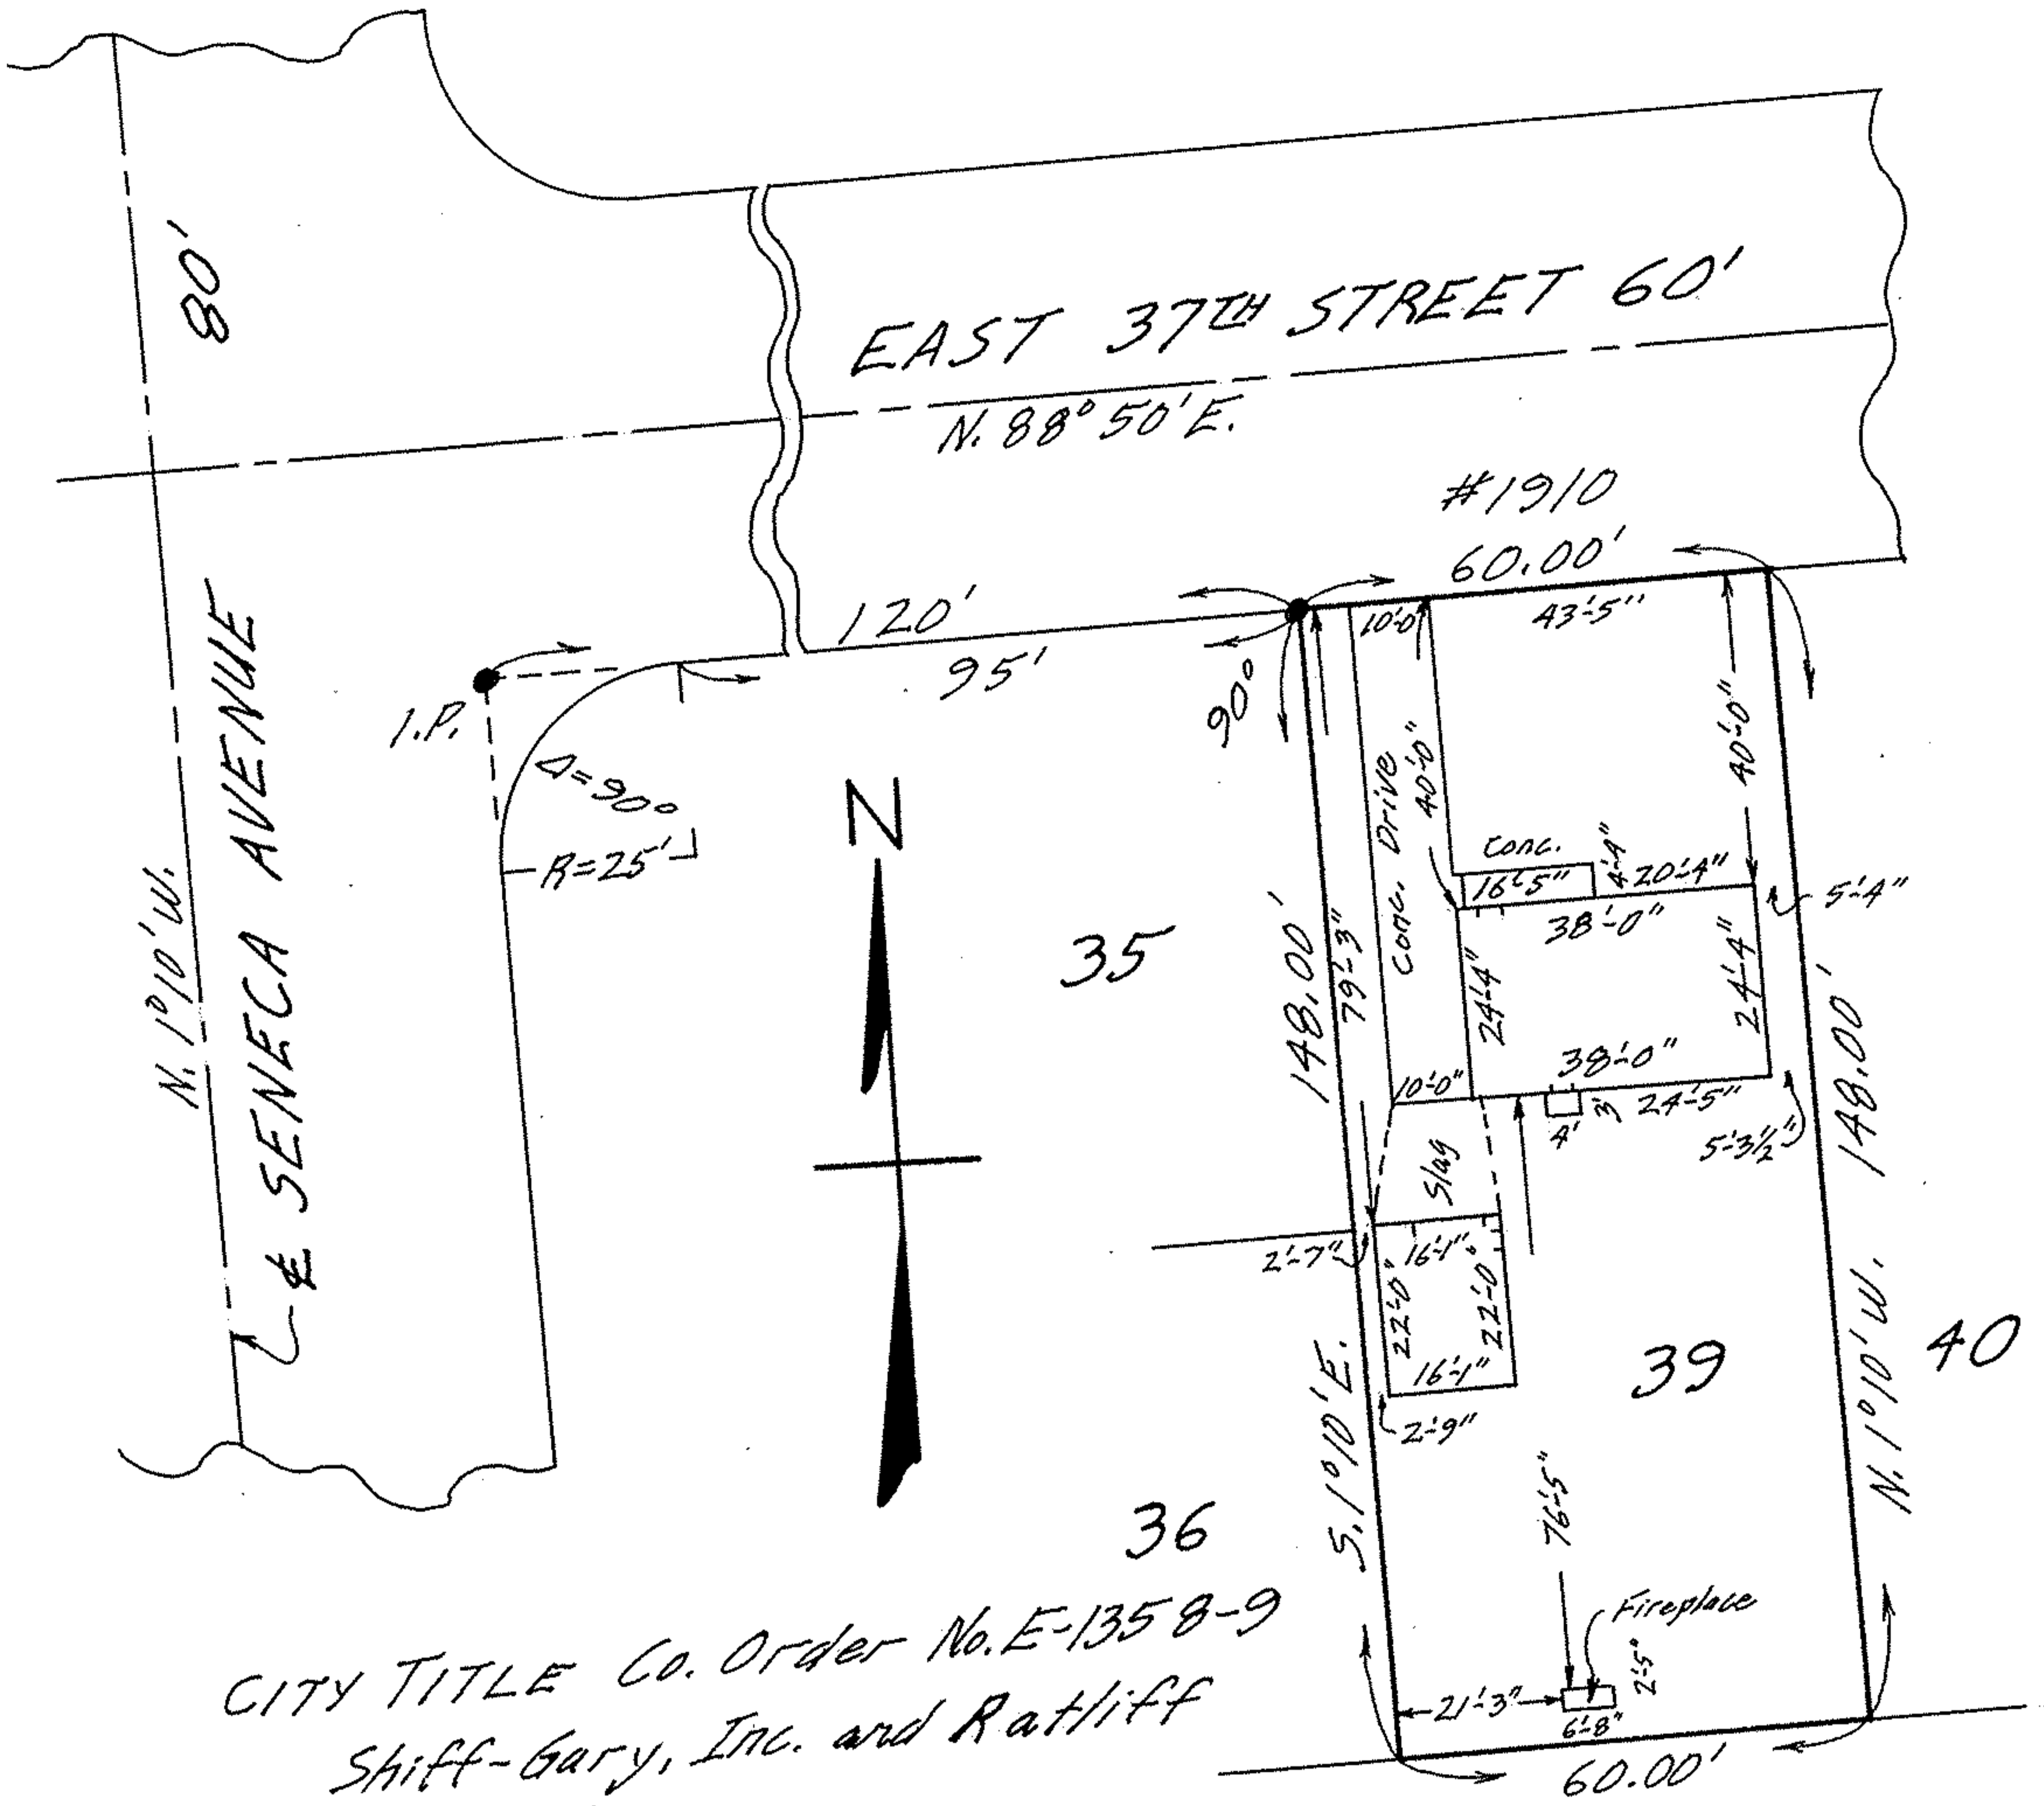 80'
EAST 37TH STREET 60'
N. 88° 50' E.
#1910
60.00'
120'
95'
90°
10'-0
43'-5"
I.P.
Δ=90°
R=25'
N. 1°10' W.
℄ SENECA AVENUE
N
Conc. Drive
40'-0"
40'-0"
Conc.
16'-5"
4'-4"
20'-4"
5'-4"
38'-0"
35
148.00'
79'-3"
24'-4"
24'-4"
38'-0"
10'-0"
4'
3'
24'-5"
5'-3½"
148.00'
Slag
2'-7"
16'-1"
22'-0"
22'-0"
16'-1"
2'-9"
39
40
S. 1°10' E.
N. 1°10' W.
36
76'-5"
Fireplace
21'-3"
6'-8"
2'-5"
60.00'
CITY TITLE Co. Order No. E-1358-9
Shiff-Gary, Inc. and Ratliff